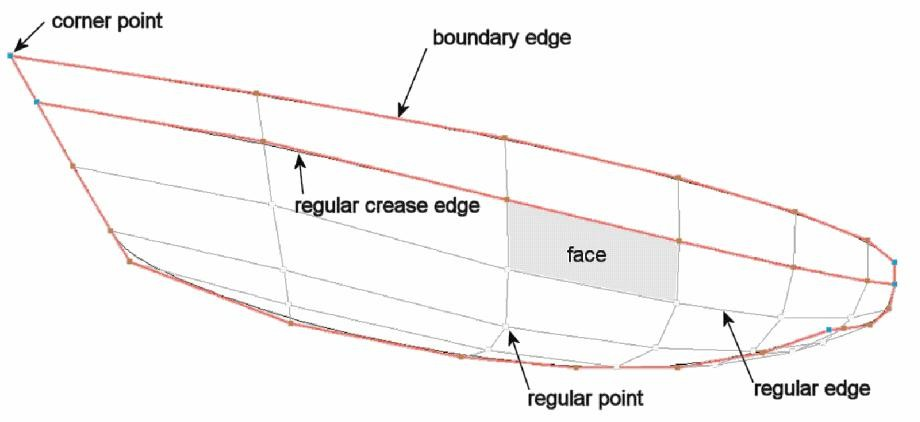 corner point
boundary edge
regular crease edge
face
regular edge
regular point